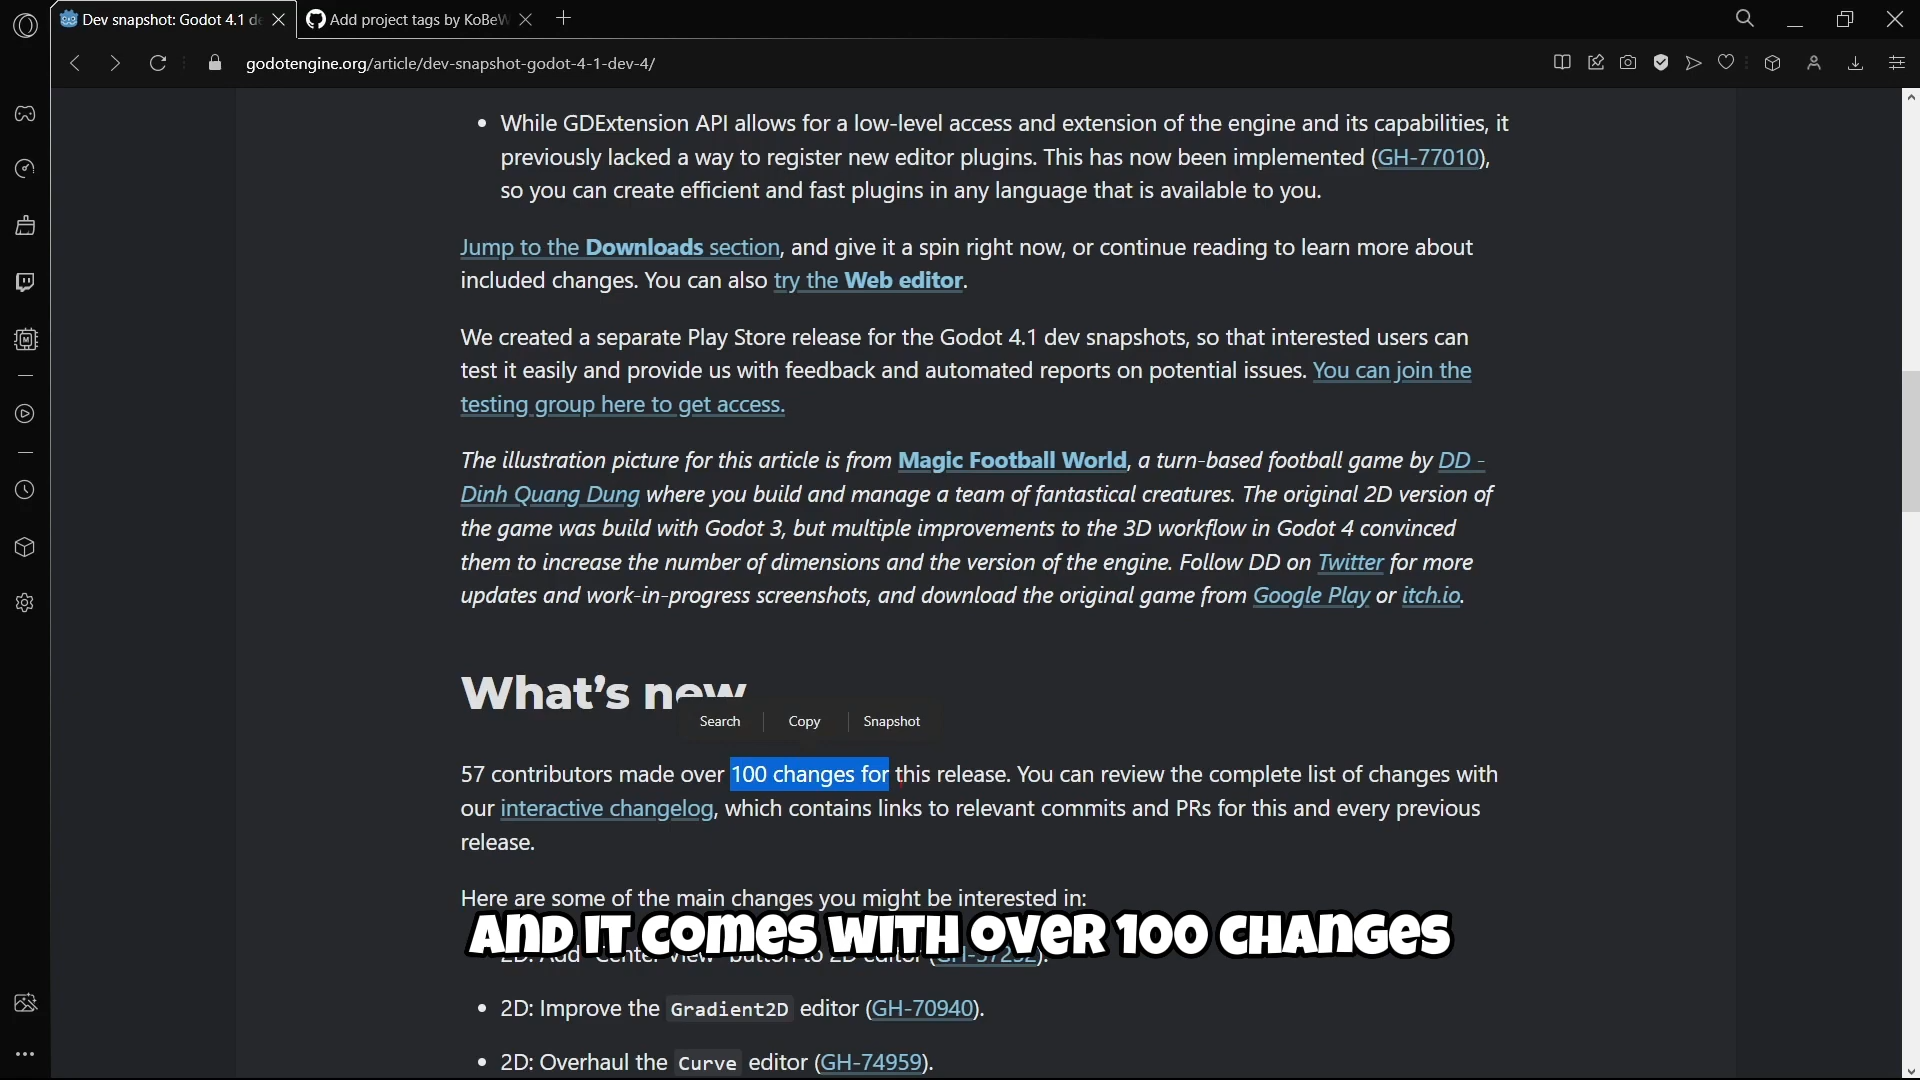 Dev snapshot: Godot 4.1 de
Add project tags by KoBeW
godotengine.org/article/dev-snapshot-godot-4-1-dev-4/
• While GDExtension API allows for a low-level access and extension of the engine and its capabilities, it
previously lacked a way to register new editor plugins. This has now been implemented (GH-77010),
so you can create efficient and fast plugins in any language that is available to you.
Jump to the Downloads section, and give it a spin right now, or continue reading to learn more about
included changes. You can also try the Web editor.
We created a separate Play Store release for the Godot 4.1 dev snapshots, so that interested users can
test it easily and provide us with feedback and automated reports on potential issues. You can join the
testing group here to get access.
The illustration picture for this article is from Magic Football World, a turn-based football game by DD -
Dinh Quang Dung where you build and manage a team of fantastical creatures. The original 2D version of
the game was build with Godot 3, but multiple improvements to the 3D workflow in Godot 4 convinced
them to increase the number of dimensions and the version of the engine. Follow DD on Twitter for more
updates and work-in-progress screenshots, and download the original game from Google Play or itch.io.
What's new
Search Copy Snapshot
57 contributors made over 100 changes for this release. You can review the complete list of changes with
our interactive changelog, which contains links to relevant commits and PRs for this and every previous
release.
Here are some of the main changes you might be interested in:
AND IT COMES WITH OVER 100 CHANGES
2D: Add "Center View" button to 2D editor (GH-37252).
• 2D: Improve the Gradient2D editor (GH-70940).
• 2D: Overhaul the Curve editor (GH-74959).